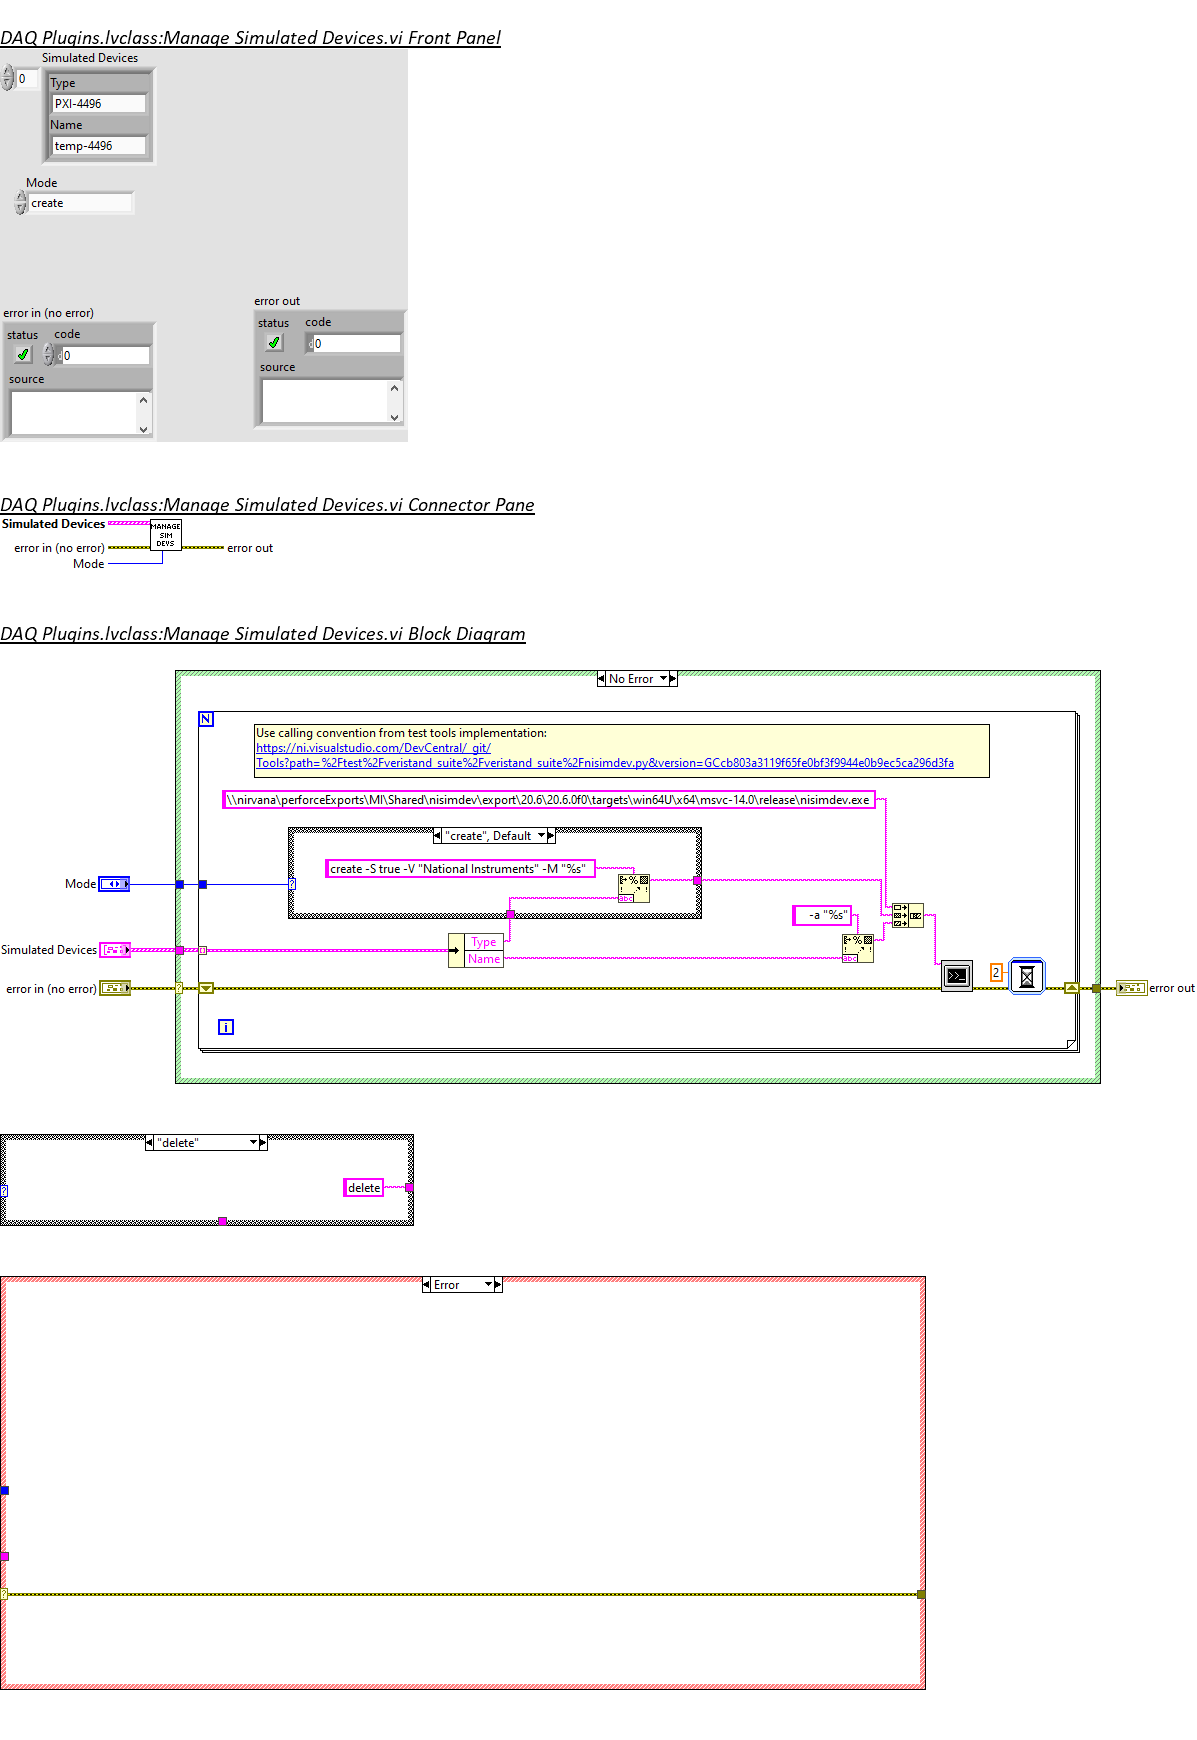 DAQ Plugins.lvclass:Manage Simulated Devices.vi Front Panel
Simulated Devices
0
Type
PXI-4496
Name
temp-4496
Mode
create
error in (no error)
status
code
0
source
error out
status
code
0
source
DAQ Plugins.lvclass:Manage Simulated Devices.vi Connector Pane
Simulated Devices
MANAGE
SIM
DEVS
error in (no error)
error out
Mode
DAQ Plugins.lvclass:Manage Simulated Devices.vi Block Diagram
No Error
N
Use calling convention from test tools implementation:
https://ni.visualstudio.com/DevCentral/_git/
Tools?path=%2Ftest%2Fveristand_suite%2Fveristand_suite%2Fnisimdev.py&version=GCcb803a3119f65fe0bf3f9944e0b9ec5ca296d3fa
\\nirvana\perforceExports\MI\Shared\nisimdev\export\20.6\20.6.0f0\targets\win64U\x64\msvc-14.0\release\nisimdev.exe
"create", Default
create -S true -V "National Instruments" -M "%s"
Mode
?
abc
-a "%s"
Simulated Devices
Type
Name
abc
error in (no error)
?
2
error out
i
"delete"
delete
?
Error
?